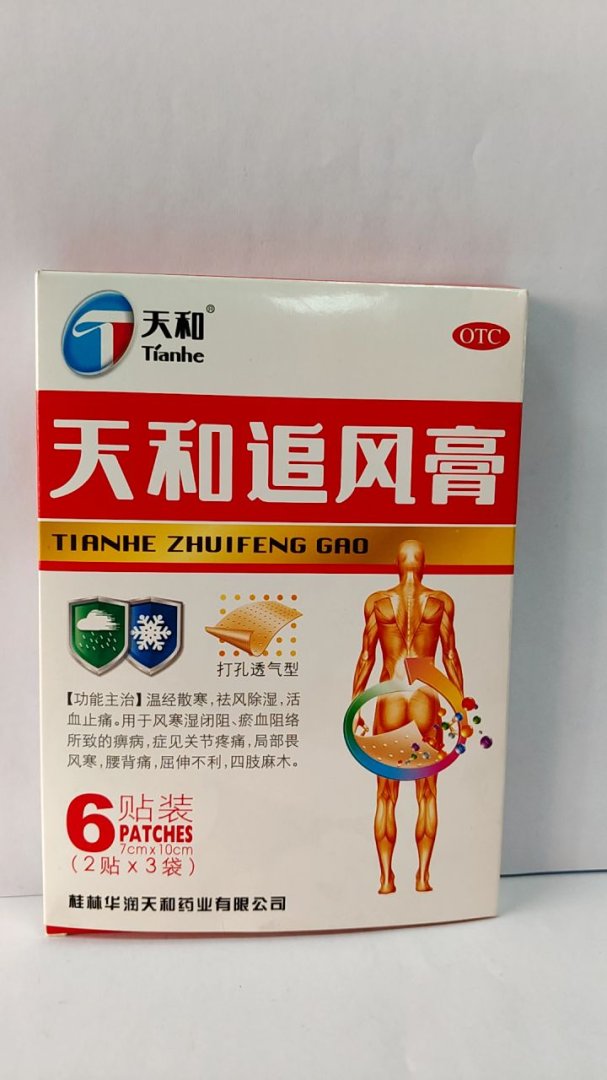 天和®
Tianhe
OTC
天和追风膏
TIANHE ZHUIFENG GAO
打孔透气型
【功能主治】温经散寒,祛风除湿,活
血止痛。用于风寒湿闭阻、瘀血阻络
所致的痹病,症见关节疼痛,局部畏
风寒,腰背痛,屈伸不利,四肢麻木。
6贴装
PATCHES
7cmx10cm
(2贴x3袋)
桂林华润天和药业有限公司